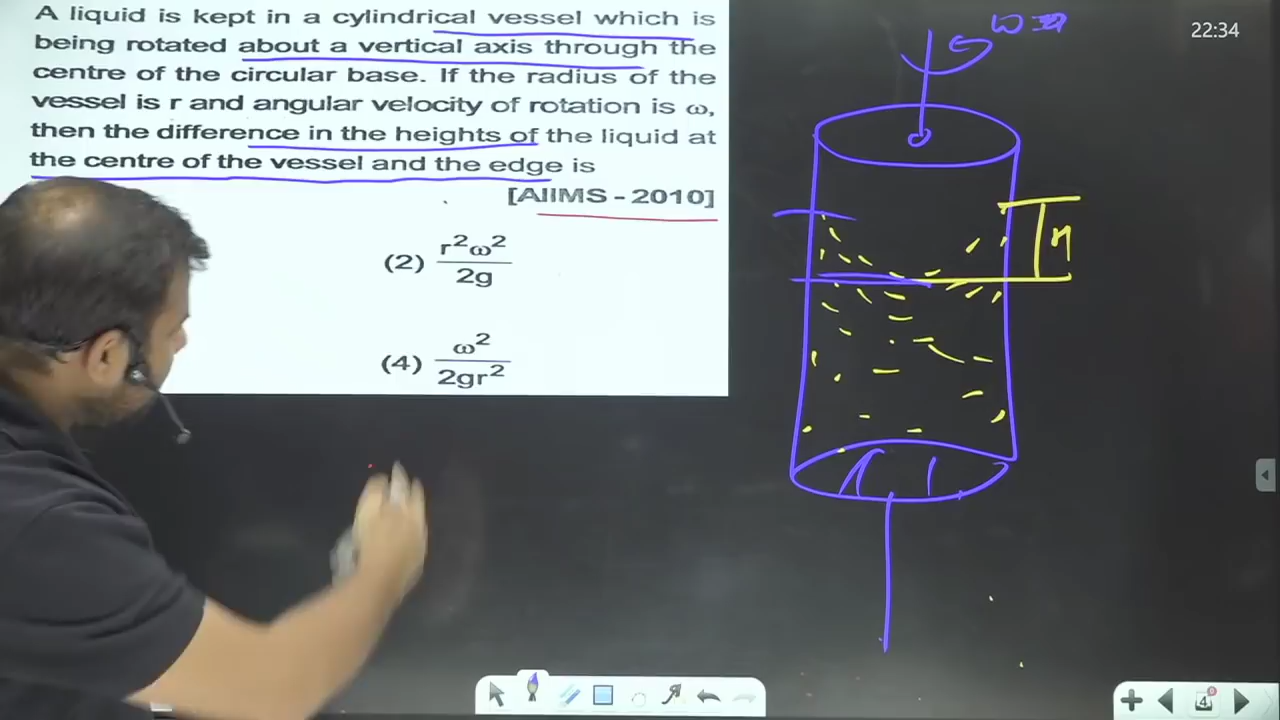 A liquid is kept in a cylindrical vessel which is
being rotated about a vertical axis through the
centre of the circular base. If the radius of the
vessel is r and angular velocity of rotation is ω,
then the difference in the heights of the liquid at
the centre of the vessel and the edge is
[AIIMS - 2010]
(2) r²ω²
2g
(4) ω²
2gr²
22:34
ω
4